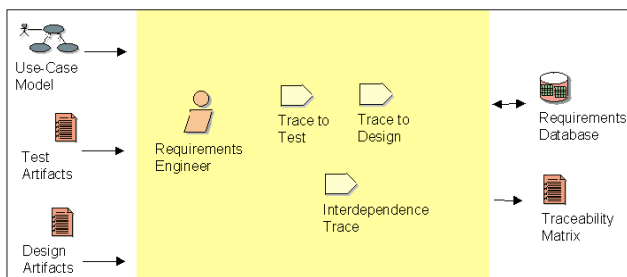 Use-Case
Model
Test
Artifacts
Design
Artifacts
Requirements
Engineer
Trace to
Test
Trace to
Design
Interdependence
Trace
Requirements
Database
Traceability
Matrix